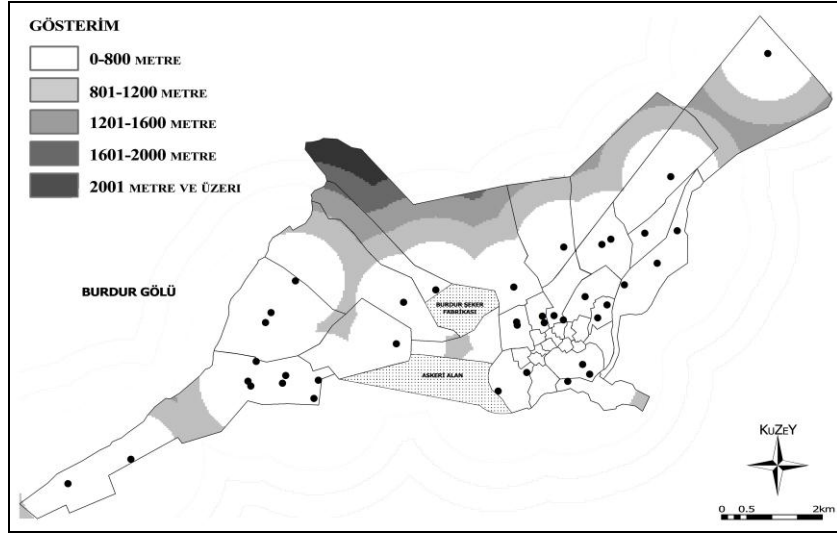 GÖSTERİM
0-800 METRE
801-1200 METRE
1201-1600 METRE
1601-2000 METRE
2001 METRE VE ÜZERİ
BURDUR GÖLÜ
BURDUR ŞEKER
FABRİKASI
ASKERİ ALAN
KuZeY
0 0.5 2km